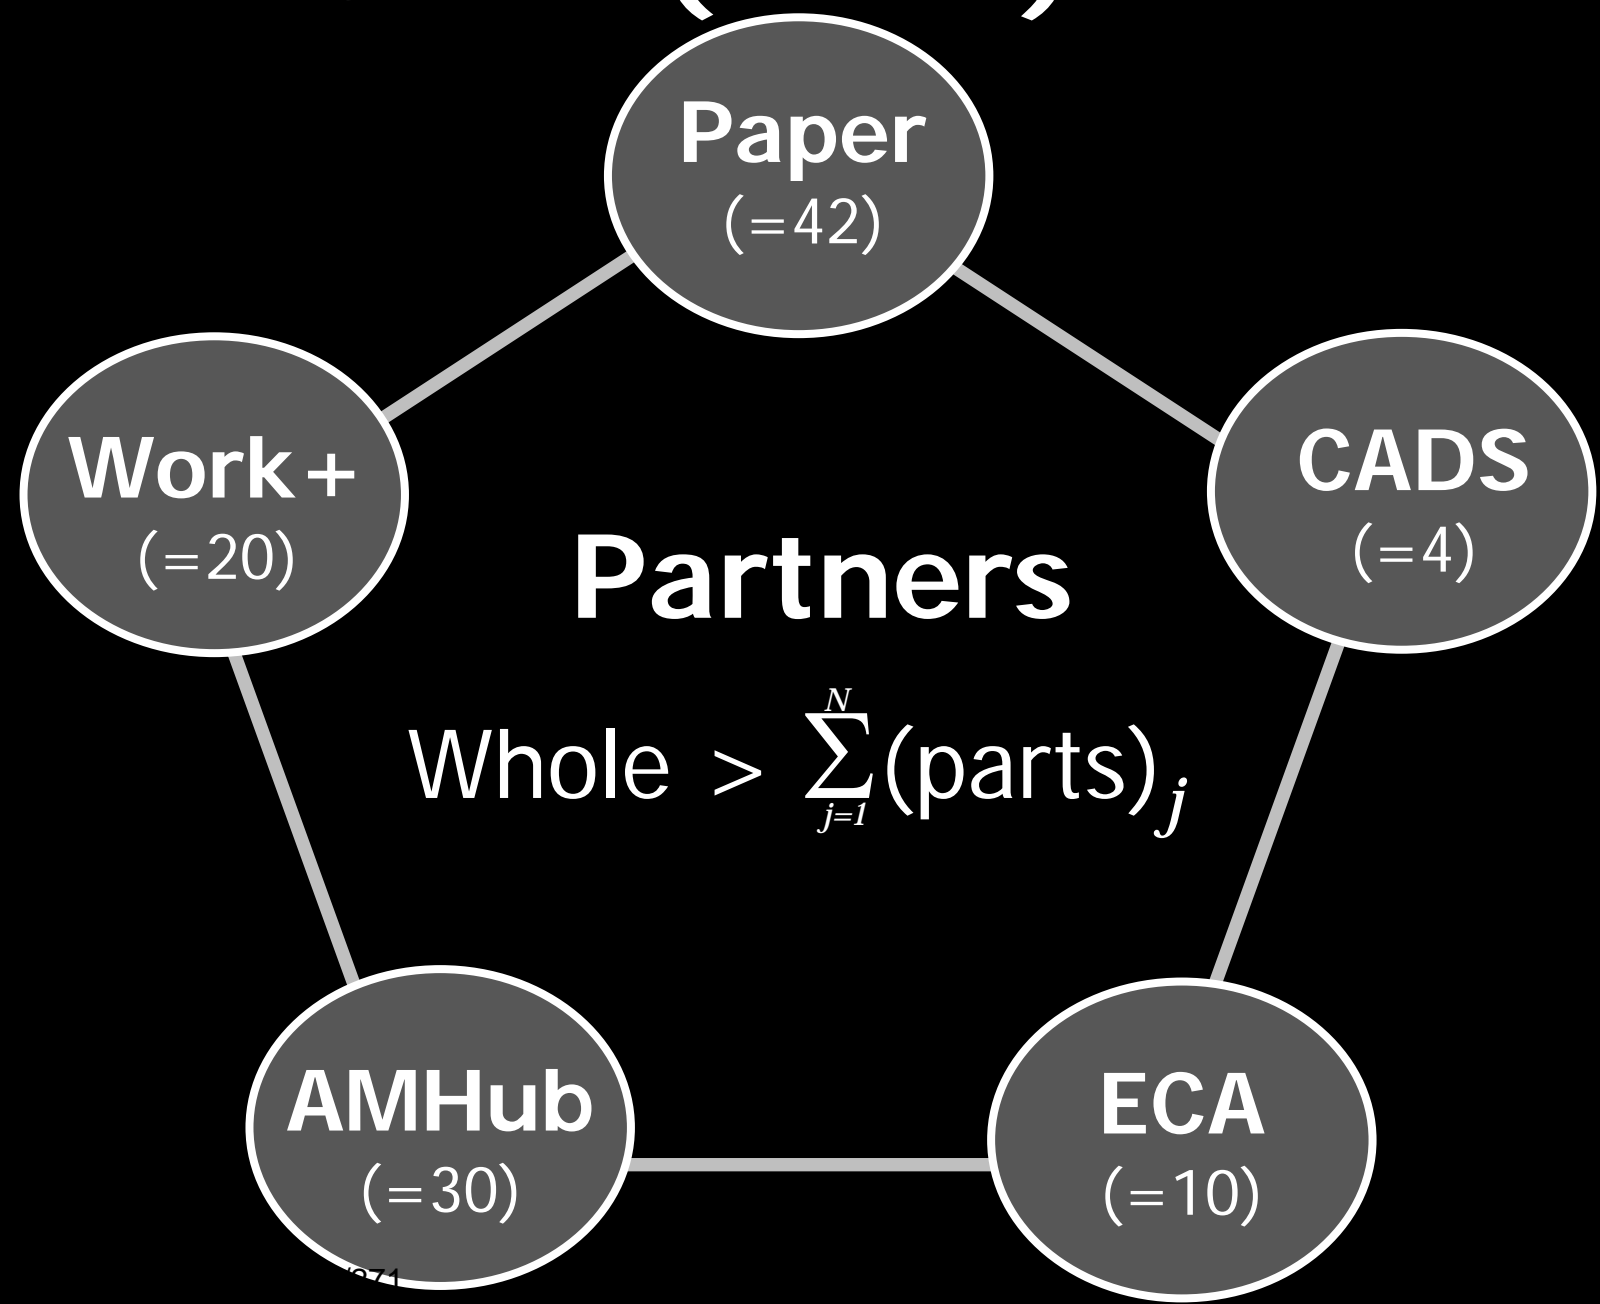 Paper
(=42)
Work+
(=20)
CADS
(=4)
Partners
Whole > ∑(parts)j
N
j=1
AMHub
(=30)
ECA
(=10)